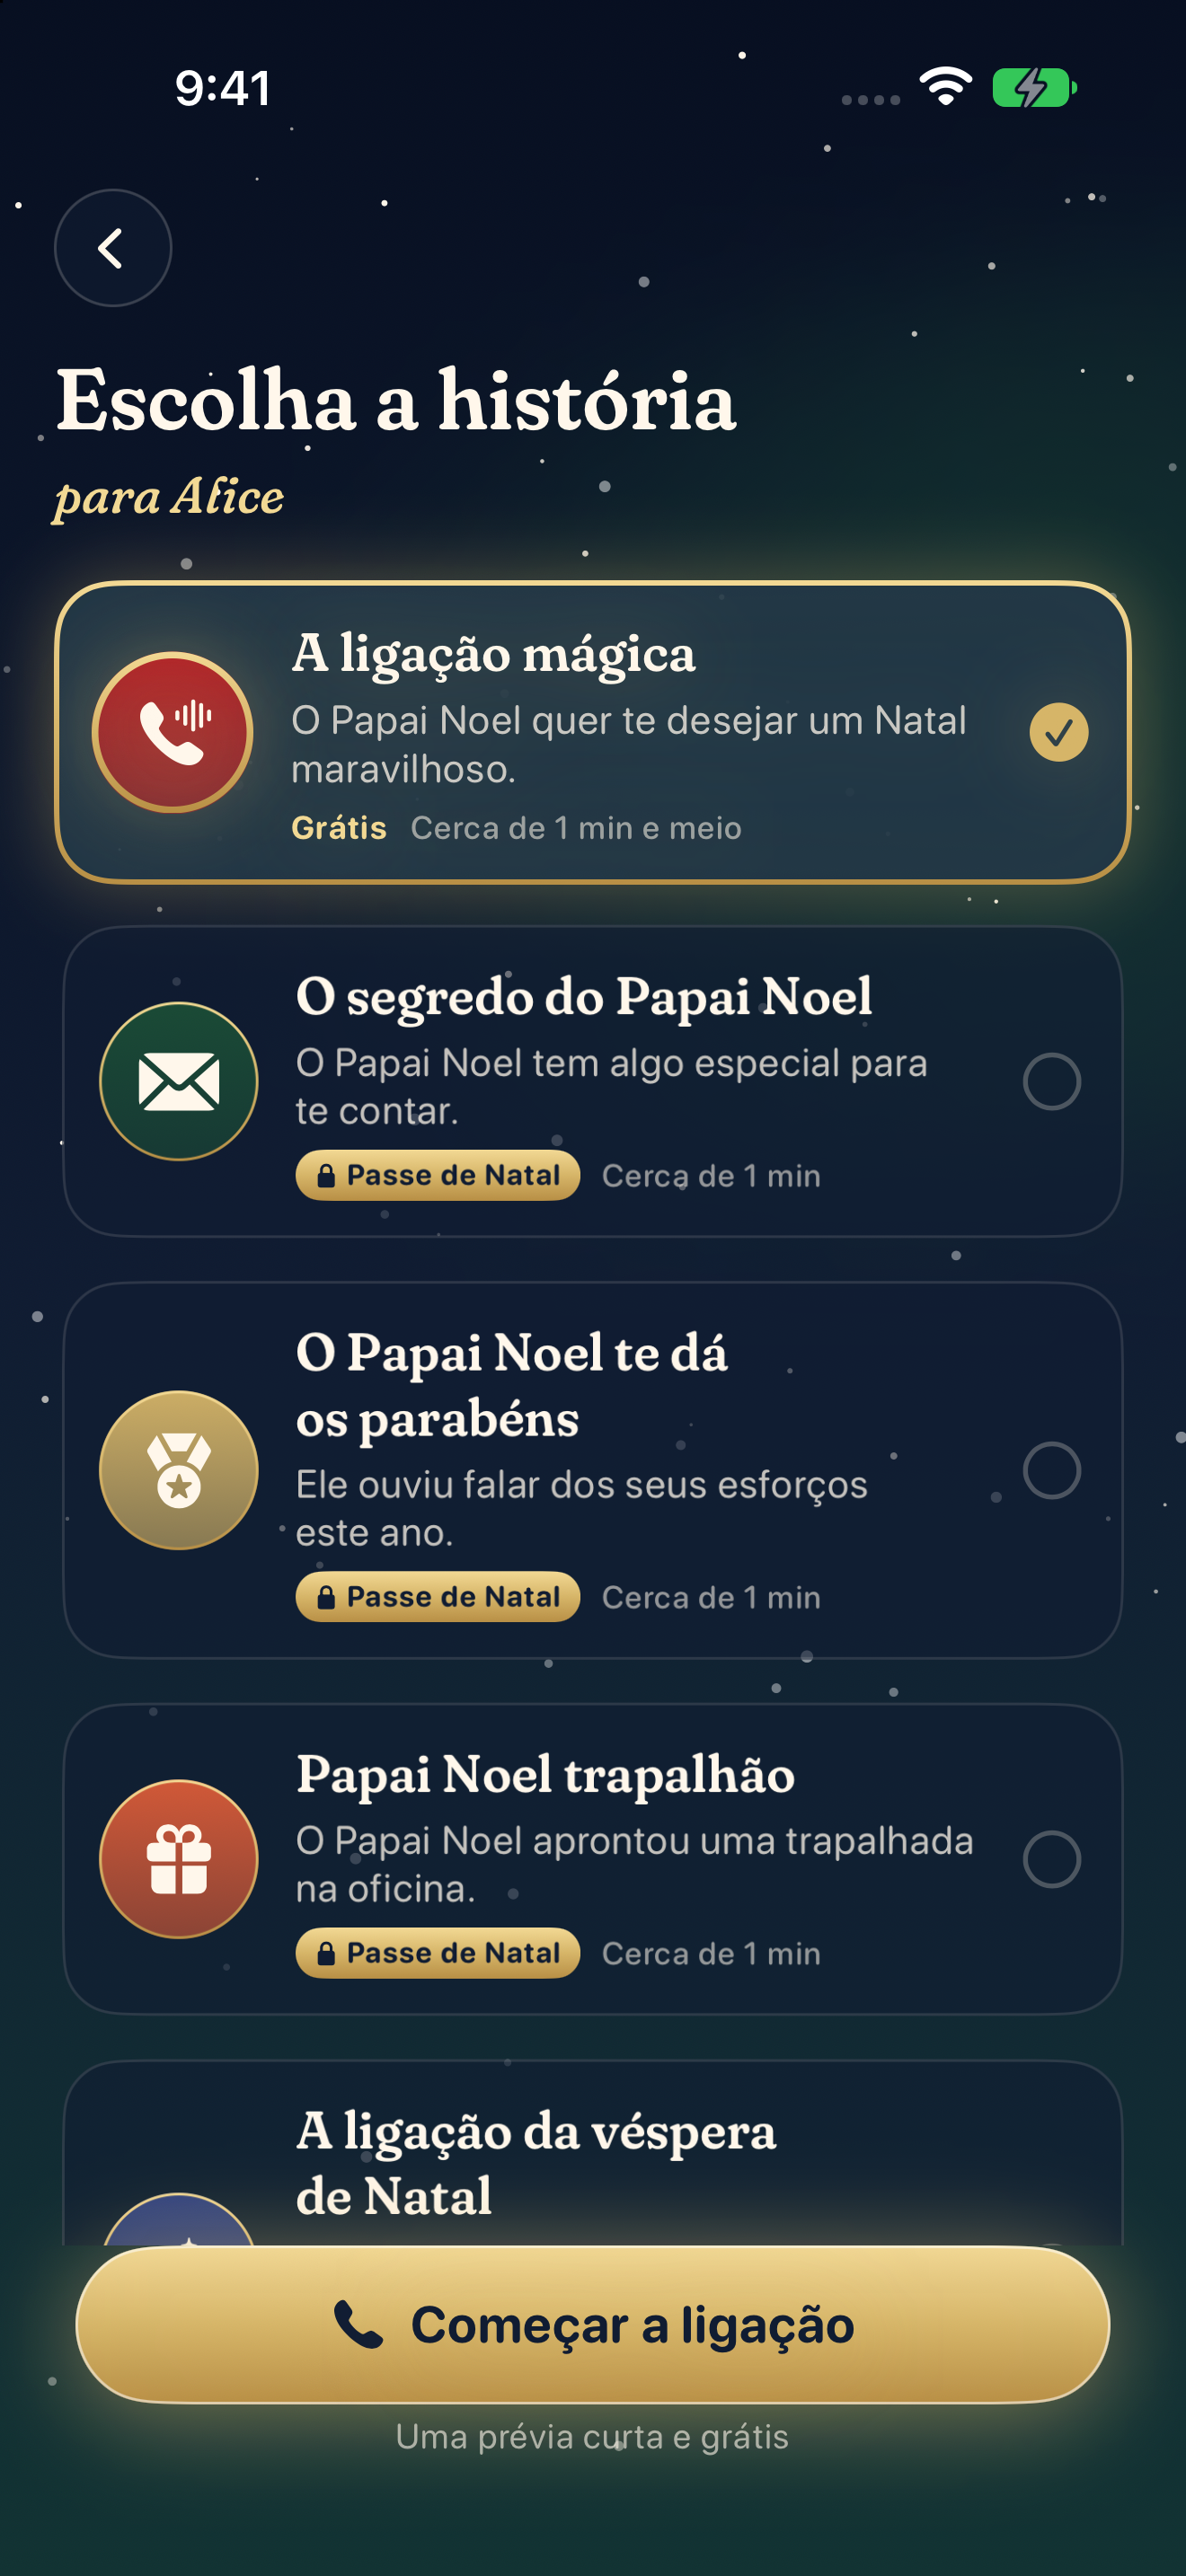 9:41
Escolha a história
para Alice
A ligação mágica
O Papai Noel quer te desejar um Natal
maravilhoso.
Grátis Cerca de 1 min e meio
O segredo do Papai Noel
O Papai Noel tem algo especial para
te contar.
Passe de Natal Cerca de 1 min
O Papai Noel te dá
os parabéns
Ele ouviu falar dos seus esforços
este ano.
Passe de Natal Cerca de 1 min
Papai Noel trapalhão
O Papai Noel aprontou uma trapalhada
na oficina.
Passe de Natal Cerca de 1 min
A ligação da véspera
de Natal
Começar a ligação
Uma prévia curta e grátis